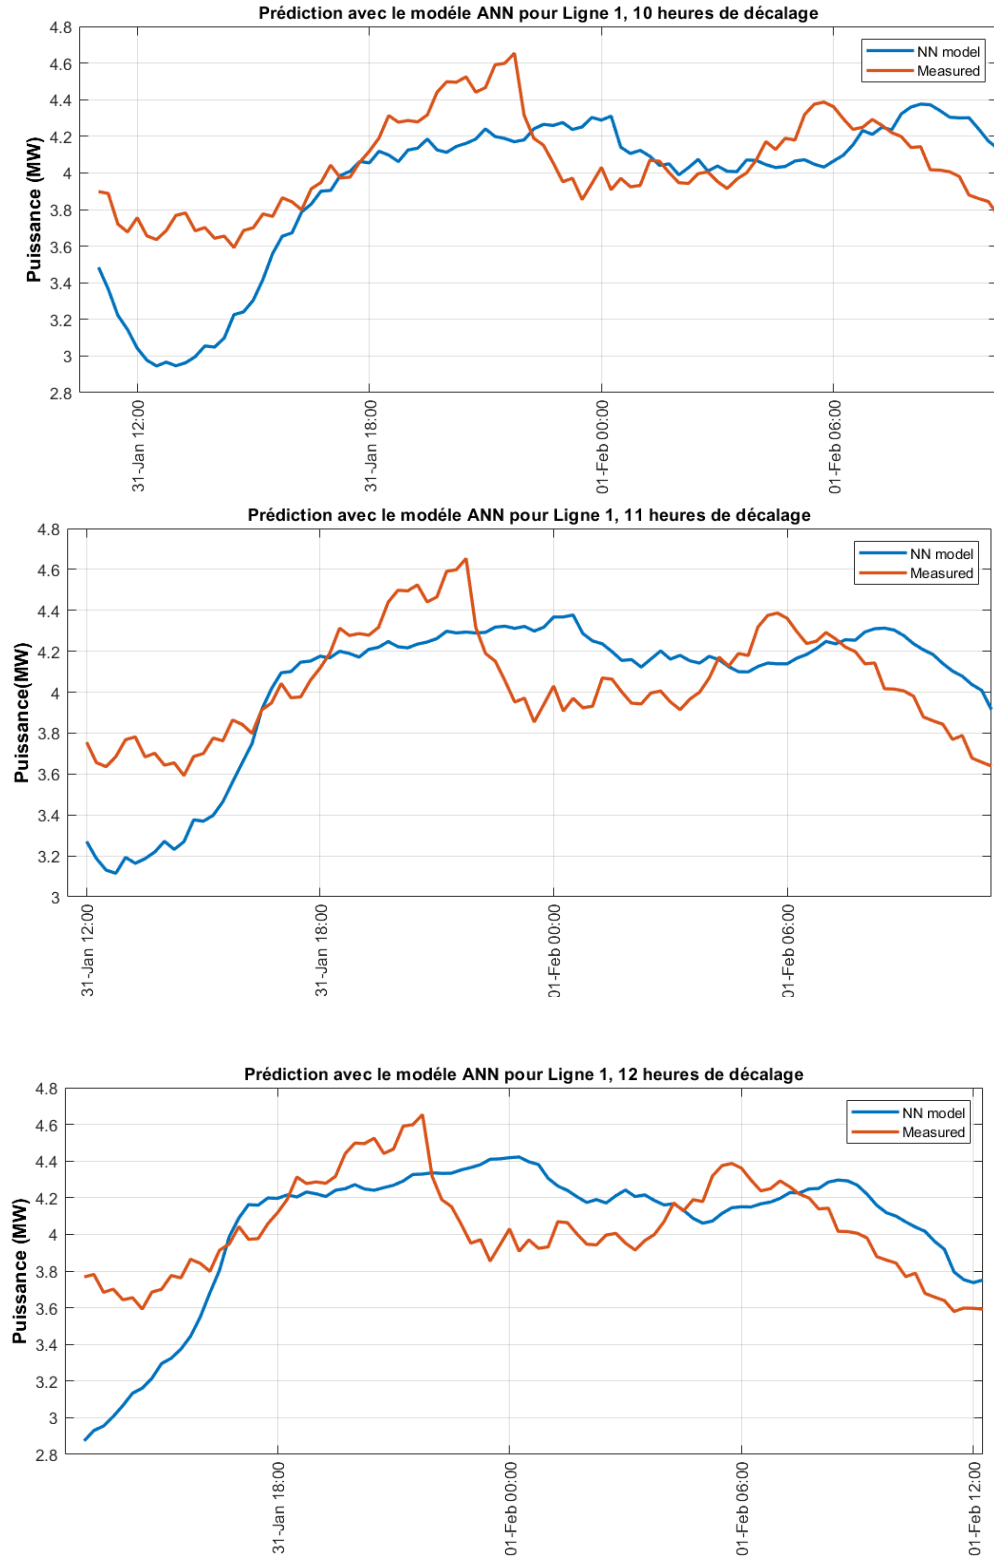 Prédiction avec le modéle ANN pour Ligne 1, 10 heures de décalage
4.8
4.6
4.4
4.2
4
3.8
3.6
3.4
3.2
3
2.8
Puissance (MW)
NN model
Measured
31-Jan 12:00
31-Jan 18:00
01-Feb 00:00
01-Feb 06:00
Prédiction avec le modéle ANN pour Ligne 1, 11 heures de décalage
4.8
4.6
4.4
4.2
4
3.8
3.6
3.4
3.2
3
Puissance(MW)
NN model
Measured
31-Jan 12:00
31-Jan 18:00
01-Feb 00:00
01-Feb 06:00
Prédiction avec le modéle ANN pour Ligne 1, 12 heures de décalage
4.8
4.6
4.4
4.2
4
3.8
3.6
3.4
3.2
3
2.8
Puissance (MW)
NN model
Measured
31-Jan 18:00
01-Feb 00:00
01-Feb 06:00
01-Feb 12:00